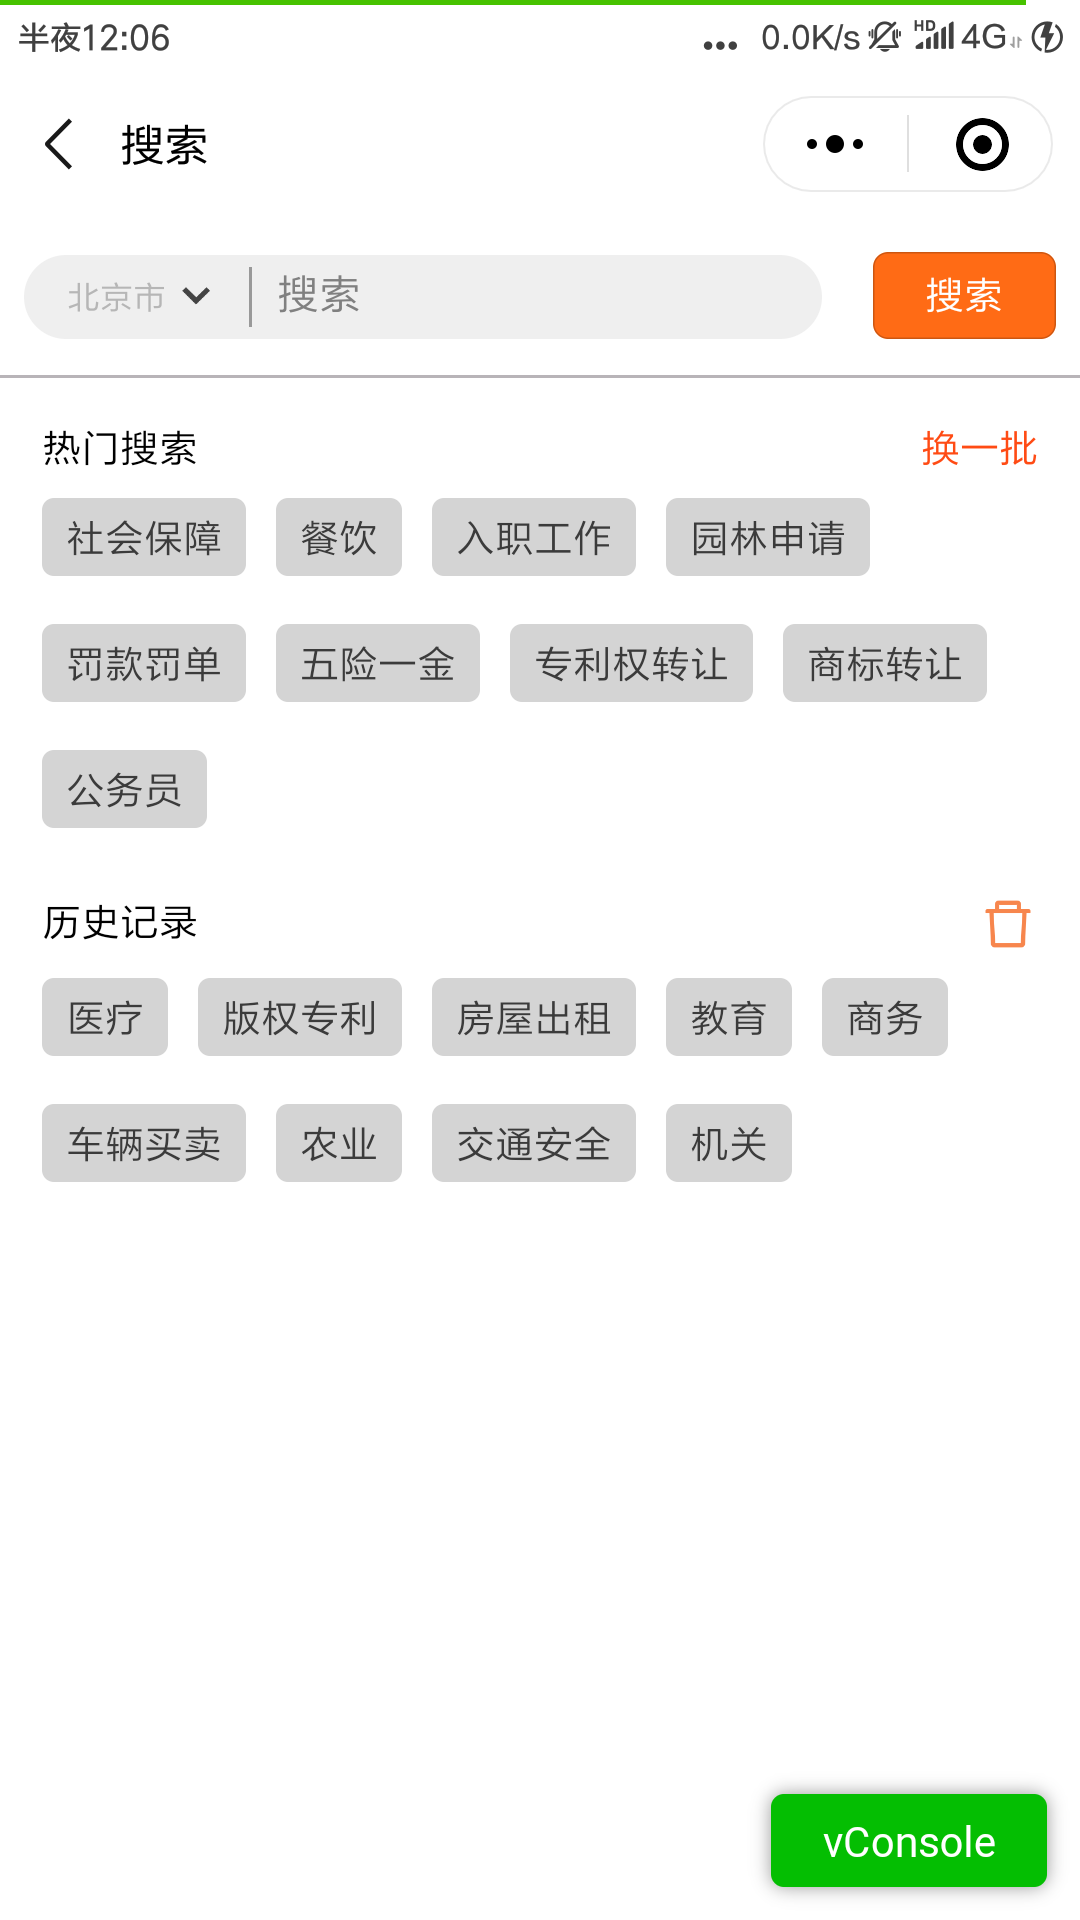 半夜12:06 ... 0.0K/s HD 4G
搜索
北京市 搜索 搜索
热门搜索 换一批
社会保障 餐饮 入职工作 园林申请
罚款罚单 五险一金 专利权转让 商标转让
公务员
历史记录
医疗 版权专利 房屋出租 教育 商务
车辆买卖 农业 交通安全 机关
vConsole